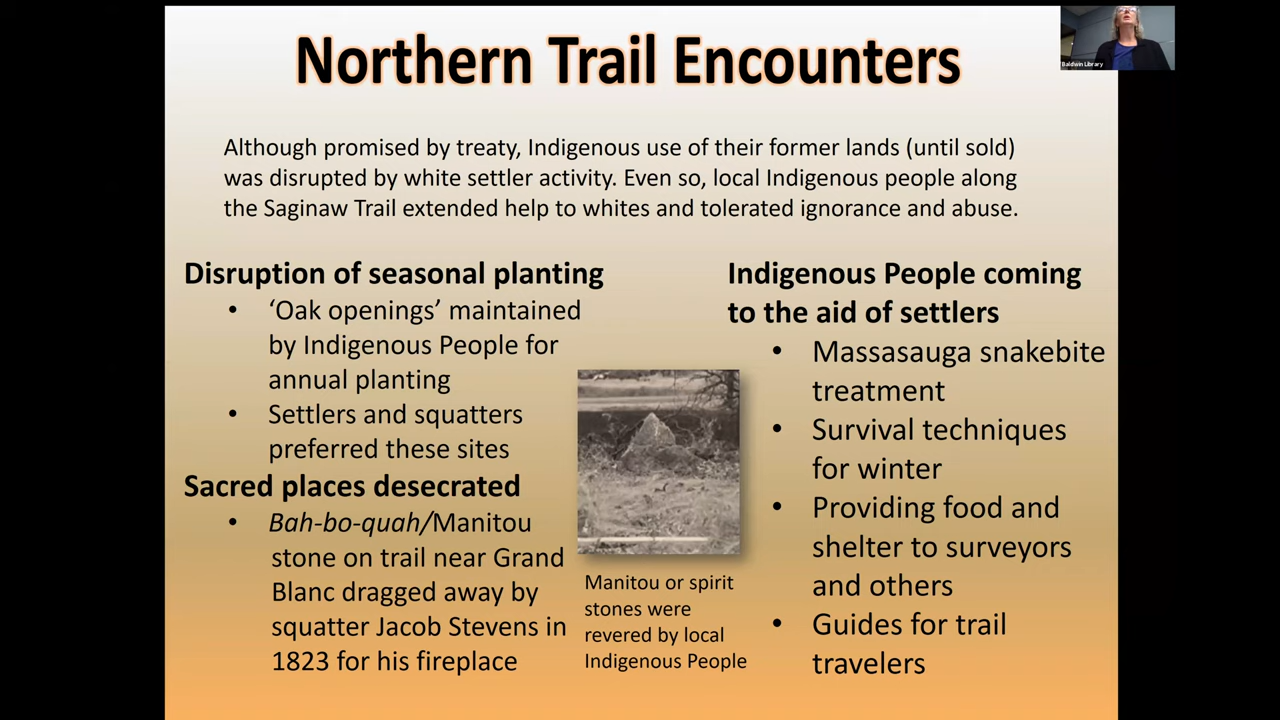 Northern Trail Encounters
Baldwin Library
Although promised by treaty, Indigenous use of their former lands (until sold)
was disrupted by white settler activity. Even so, local Indigenous people along
the Saginaw Trail extended help to whites and tolerated ignorance and abuse.
Disruption of seasonal planting
• ‘Oak openings’ maintained
by Indigenous People for
annual planting
• Settlers and squatters
preferred these sites
Sacred places desecrated
• Bah-bo-quah/Manitou
stone on trail near Grand
Blanc dragged away by
squatter Jacob Stevens in
1823 for his fireplace
Manitou or spirit
stones were
revered by local
Indigenous People
Indigenous People coming
to the aid of settlers
• Massasauga snakebite
treatment
• Survival techniques
for winter
• Providing food and
shelter to surveyors
and others
• Guides for trail
travelers